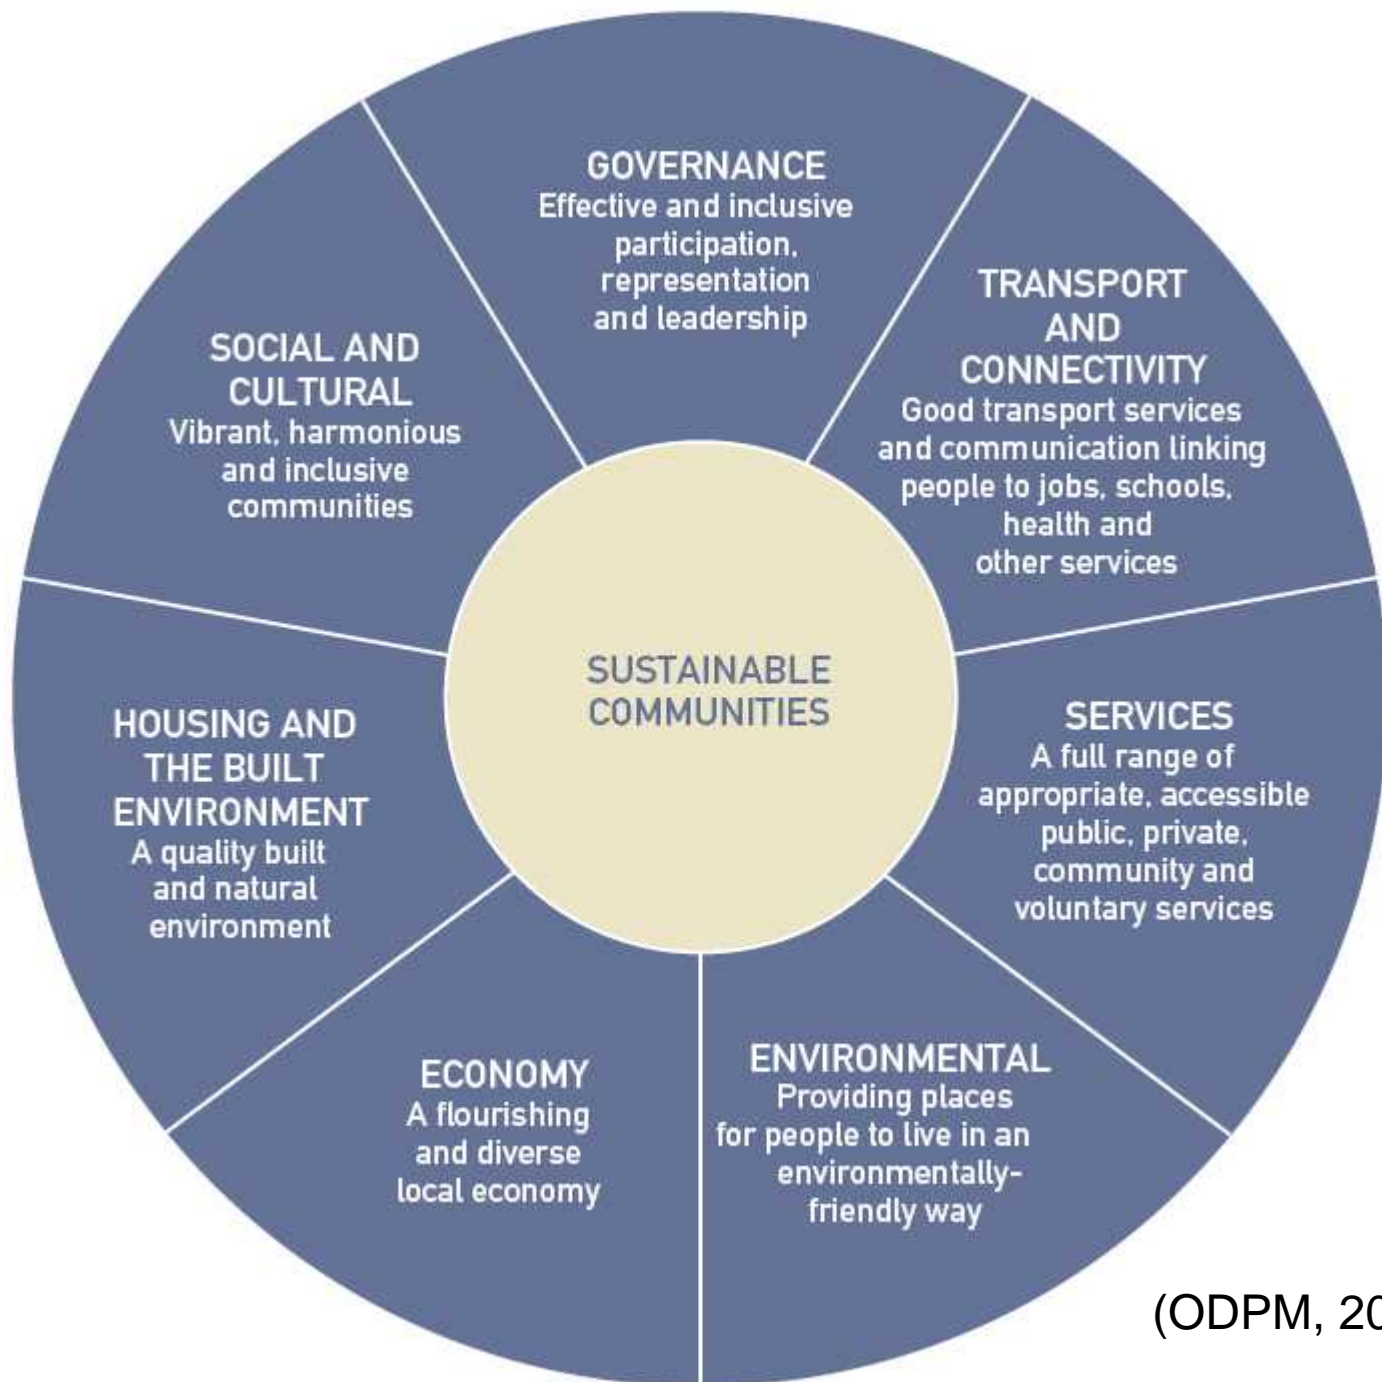 GOVERNANCE
Effective and inclusive
participation,
representation
and leadership
TRANSPORT
AND
CONNECTIVITY
Good transport services
and communication linking
people to jobs, schools,
health and
other services
SERVICES
A full range of
appropriate, accessible
public, private,
community and
voluntary services
ENVIRONMENTAL
Providing places
for people to live in an
environmentally-
friendly way
ECONOMY
A flourishing
and diverse
local economy
HOUSING AND
THE BUILT
ENVIRONMENT
A quality built
and natural
environment
SOCIAL AND
CULTURAL
Vibrant, harmonious
and inclusive
communities
SUSTAINABLE
COMMUNITIES
(ODPM,